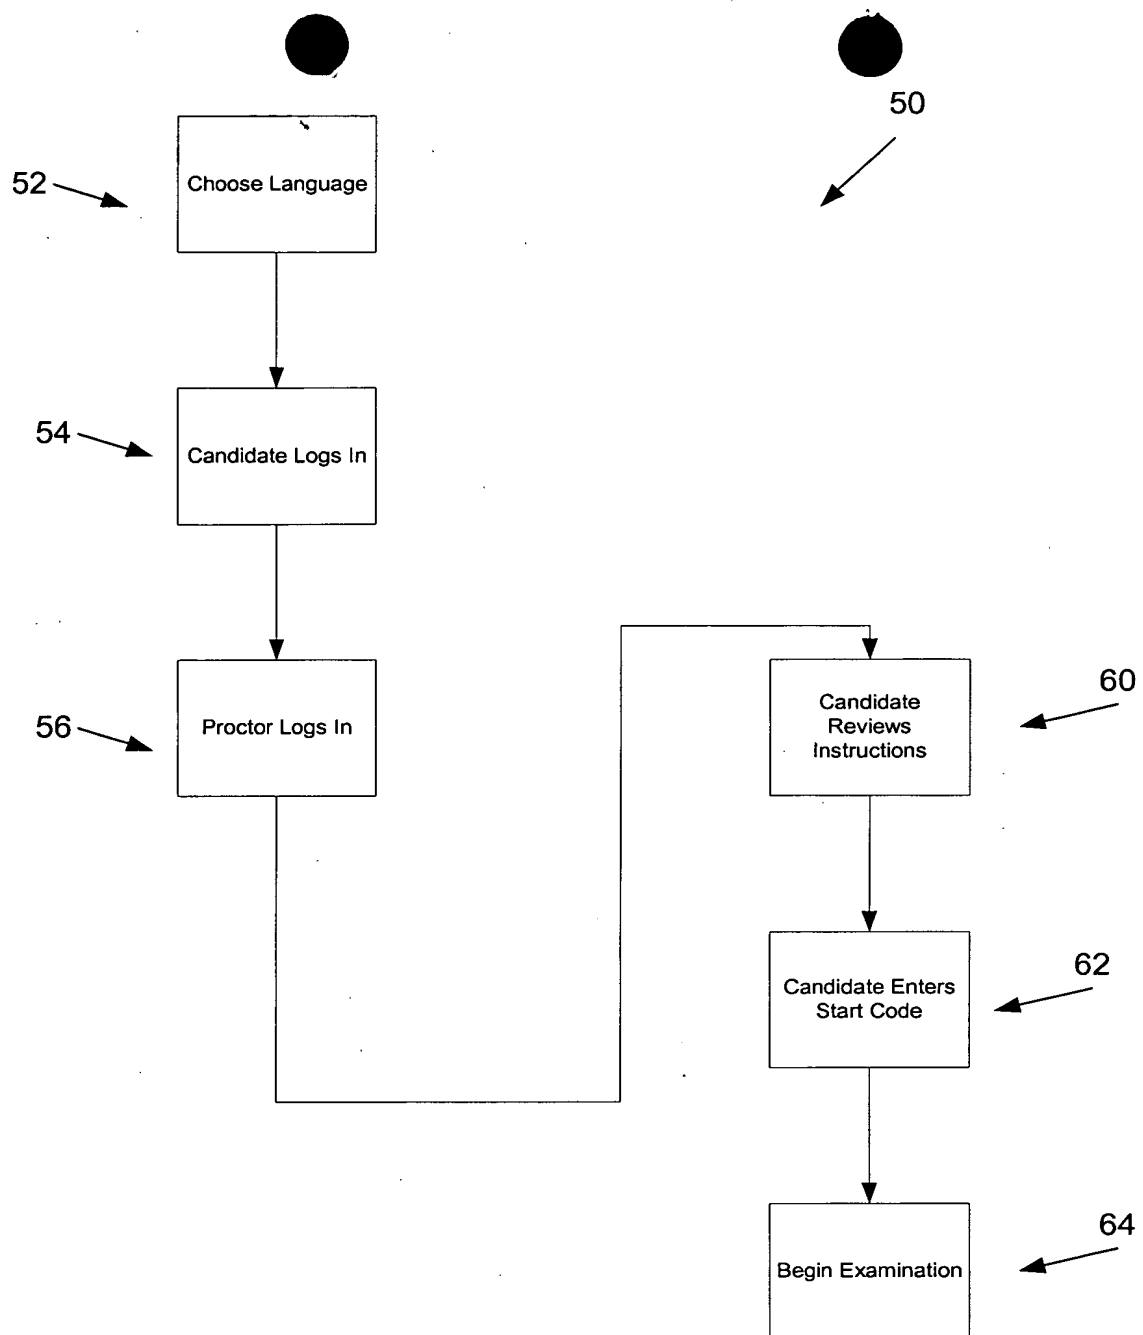 50
52
Choose Language
54
Candidate Logs In
56
Proctor Logs In
60
Candidate
Reviews
Instructions
62
Candidate Enters
Start Code
64
Begin Examination